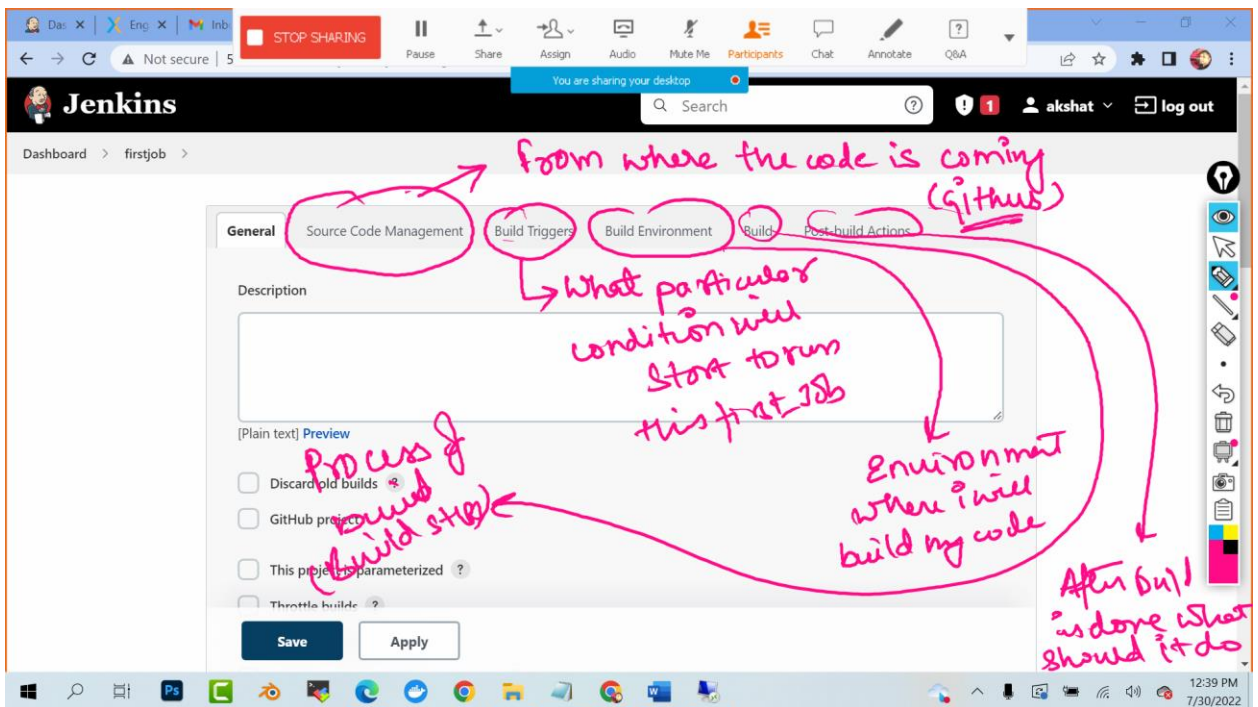 Das
Eng
Inb
STOP SHARING
Pause
Share
Assign
Audio
Mute Me
Participants
Chat
Annotate
Q&A
You are sharing your desktop
Not secure
5
Jenkins
Search
1
akshat
log out
Dashboard > firstjob >
From where the code is coming
(Github)
General
Source Code Management
Build Triggers
Build Environment
Build
Post-build Actions
Description
What particular
condition will
Start to run
this first_Job
[Plain text] Preview
Process of
build
(Build step)
Discard old builds ?
GitHub project
This project is parameterized ?
Throttle builds ?
Environment
where i will
build my code
After build
is done what
should it do
Save
Apply
Ps
12:39 PM
7/30/2022